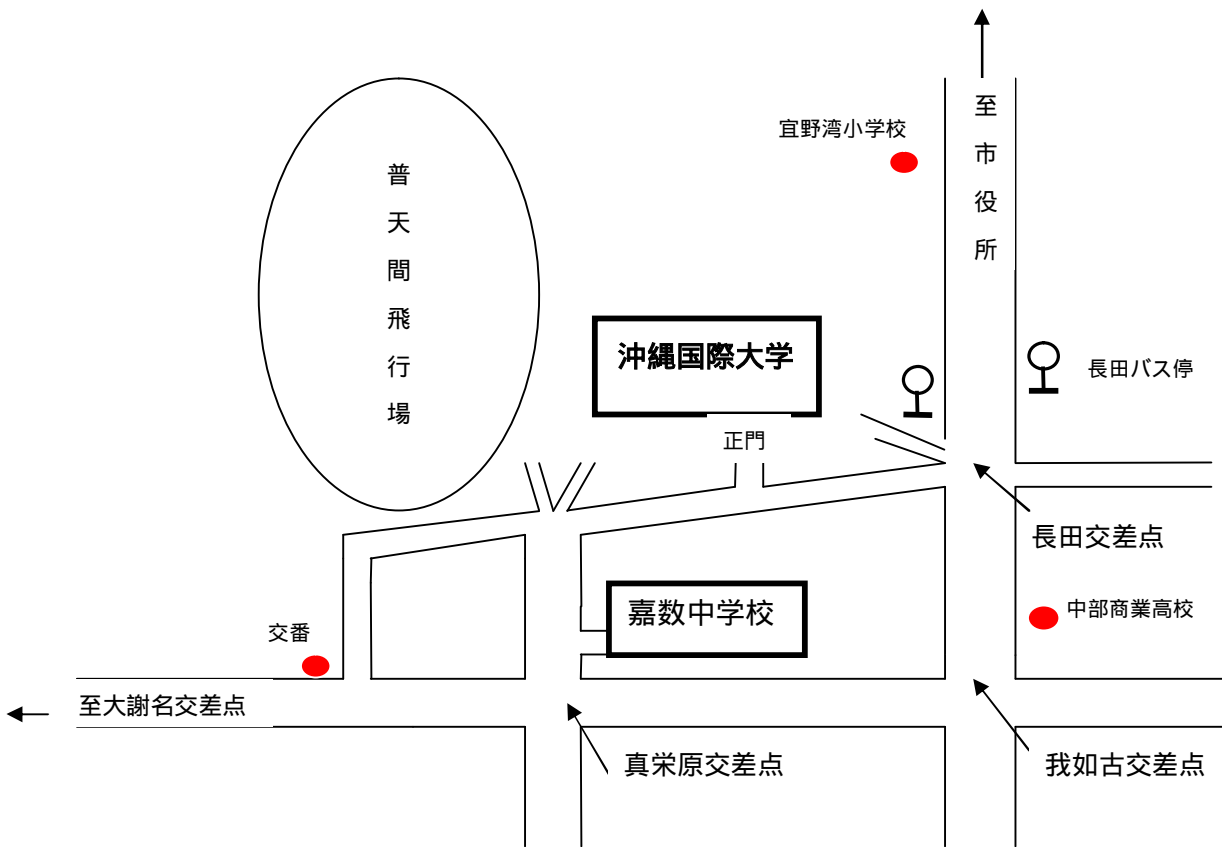 至市役所
宜野湾小学校
普天間飛行場
沖縄国際大学
長田バス停
正門
長田交差点
嘉数中学校
中部商業高校
交番
至大謝名交差点
真栄原交差点
我如古交差点